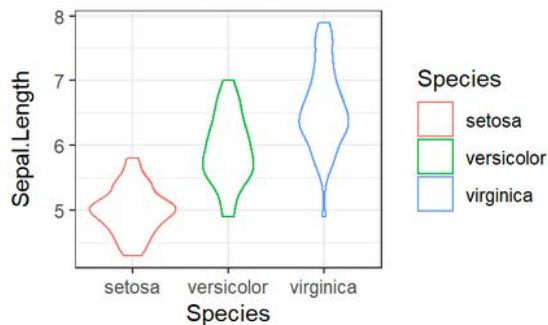 8
7
6
5
Sepal.Length
setosa
versicolor
virginica
Species
Species
setosa
versicolor
virginica